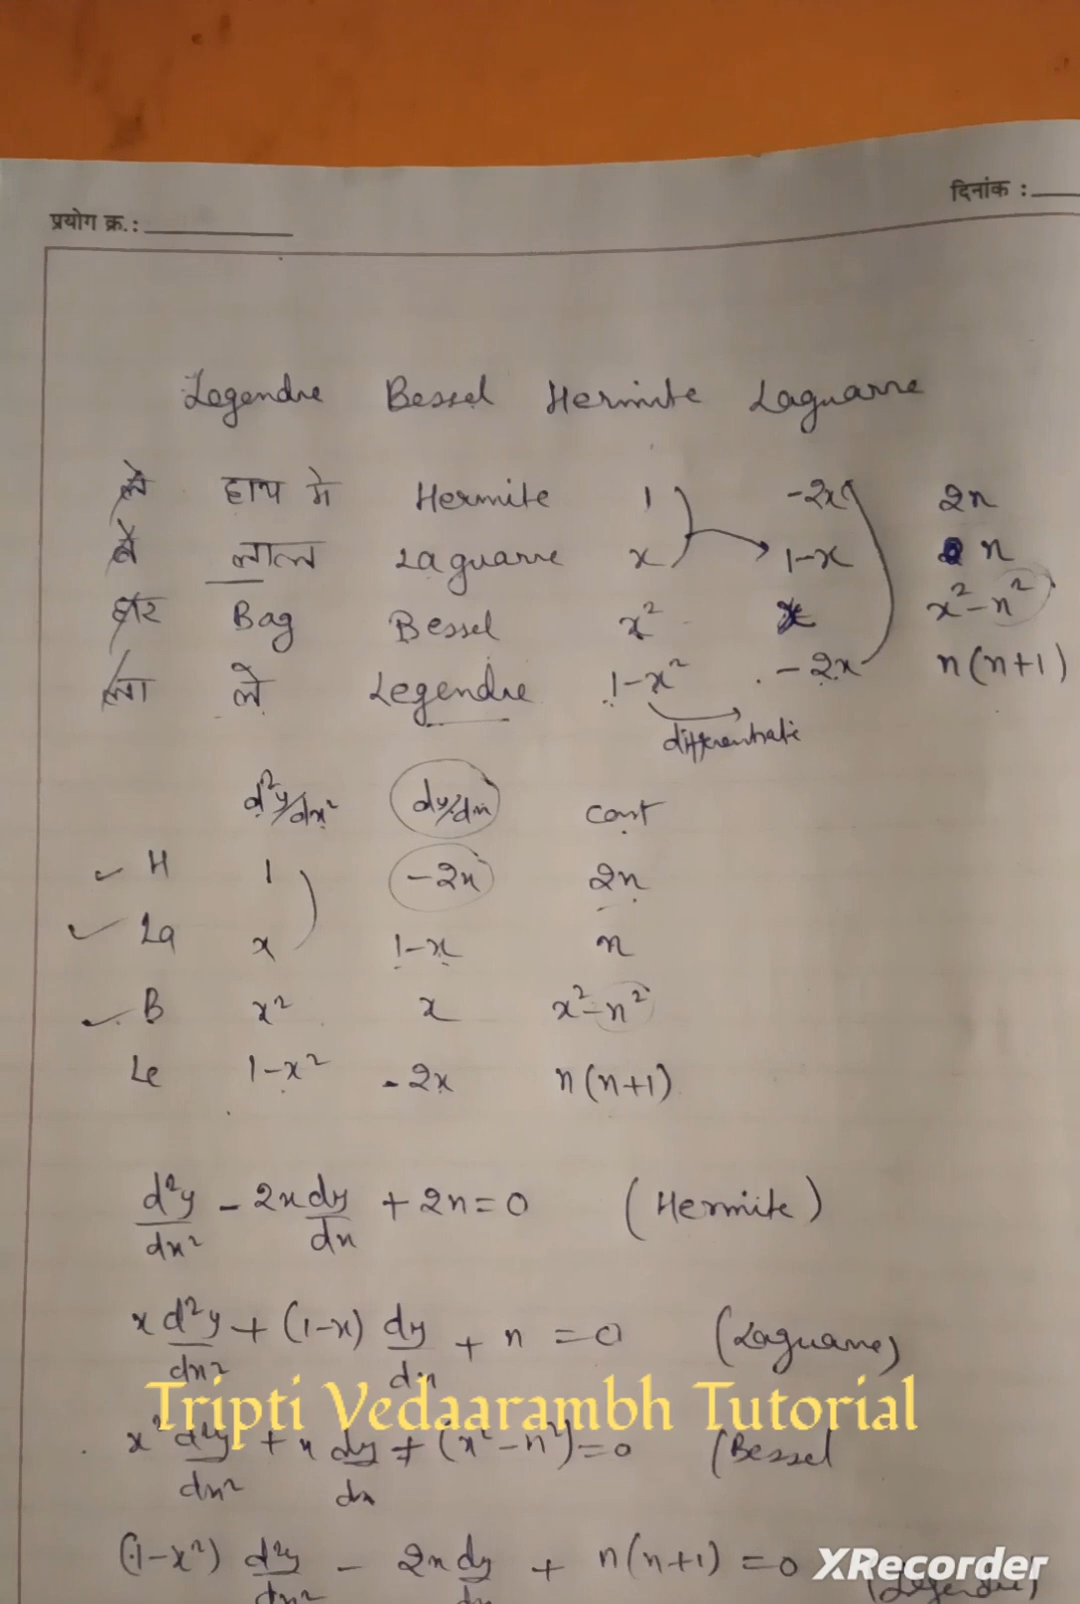 दिनांक :
प्रयोग क्र. :
Legendre Bessel Hermite Laguarre
ले हाथ मे Hermite 1 -2x 2n
बे लाल Laguarre x 1-x n
हार Bag Bessel x² x x²-n²
ला ले Legendre 1-x² -2x n(n+1)
differentiate
d²y/dx² dy/dx const
H 1 -2x 2n
La x 1-x n
B x² x x²-n²
Le 1-x² -2x n(n+1)
d²y/dx² - 2x dy/dx + 2n = 0 (Hermite)
x d²y/dx² + (1-x) dy/dx + n = 0 (Laguarre)
Tripti Vedaarambh Tutorial
x² d²y/dx² + x dy/dx + (x²-n²) = 0 (Bessel
(1-x²) d²y/dx² - 2x dy/dx + n(n+1) = 0 (Legendre)
XRecorder